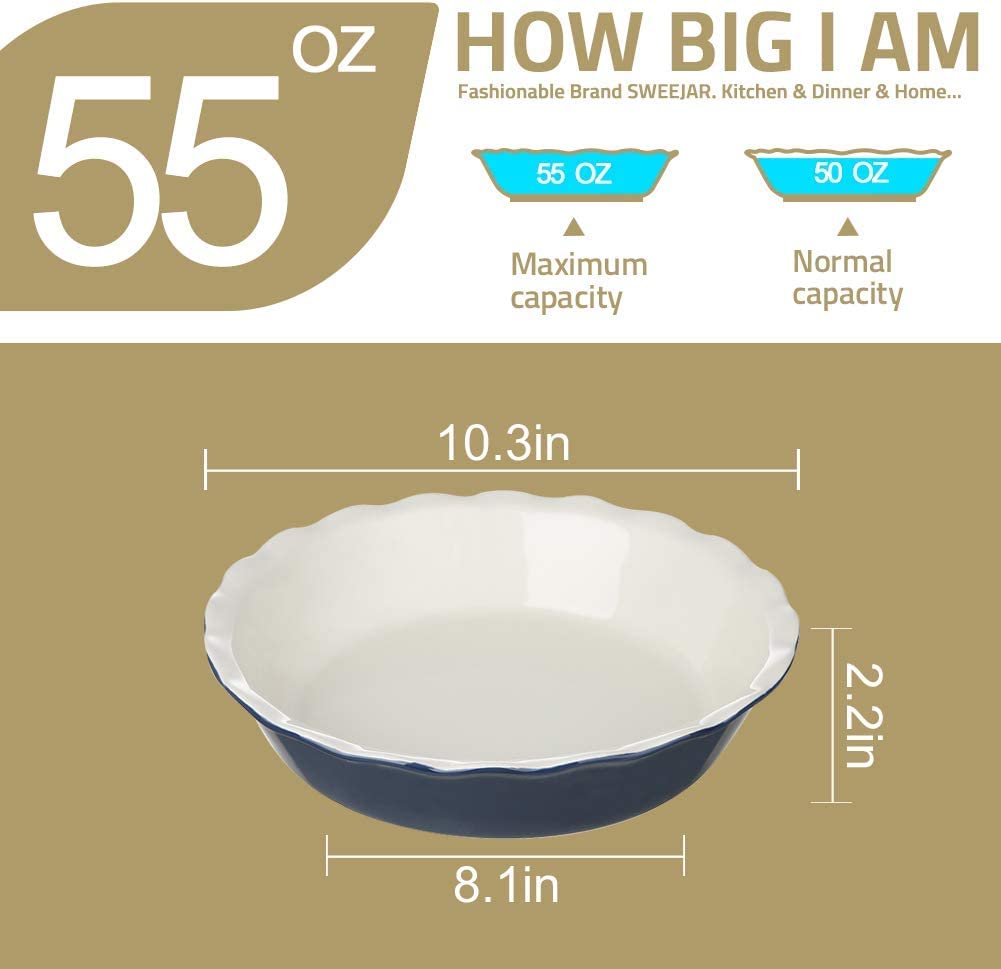 55 OZ
HOW BIG I AM
Fashionable Brand SWEEJAR. Kitchen & Dinner & Home...
55 OZ
50 OZ
Maximum
capacity
Normal
capacity
10.3in
2.2in
8.1in